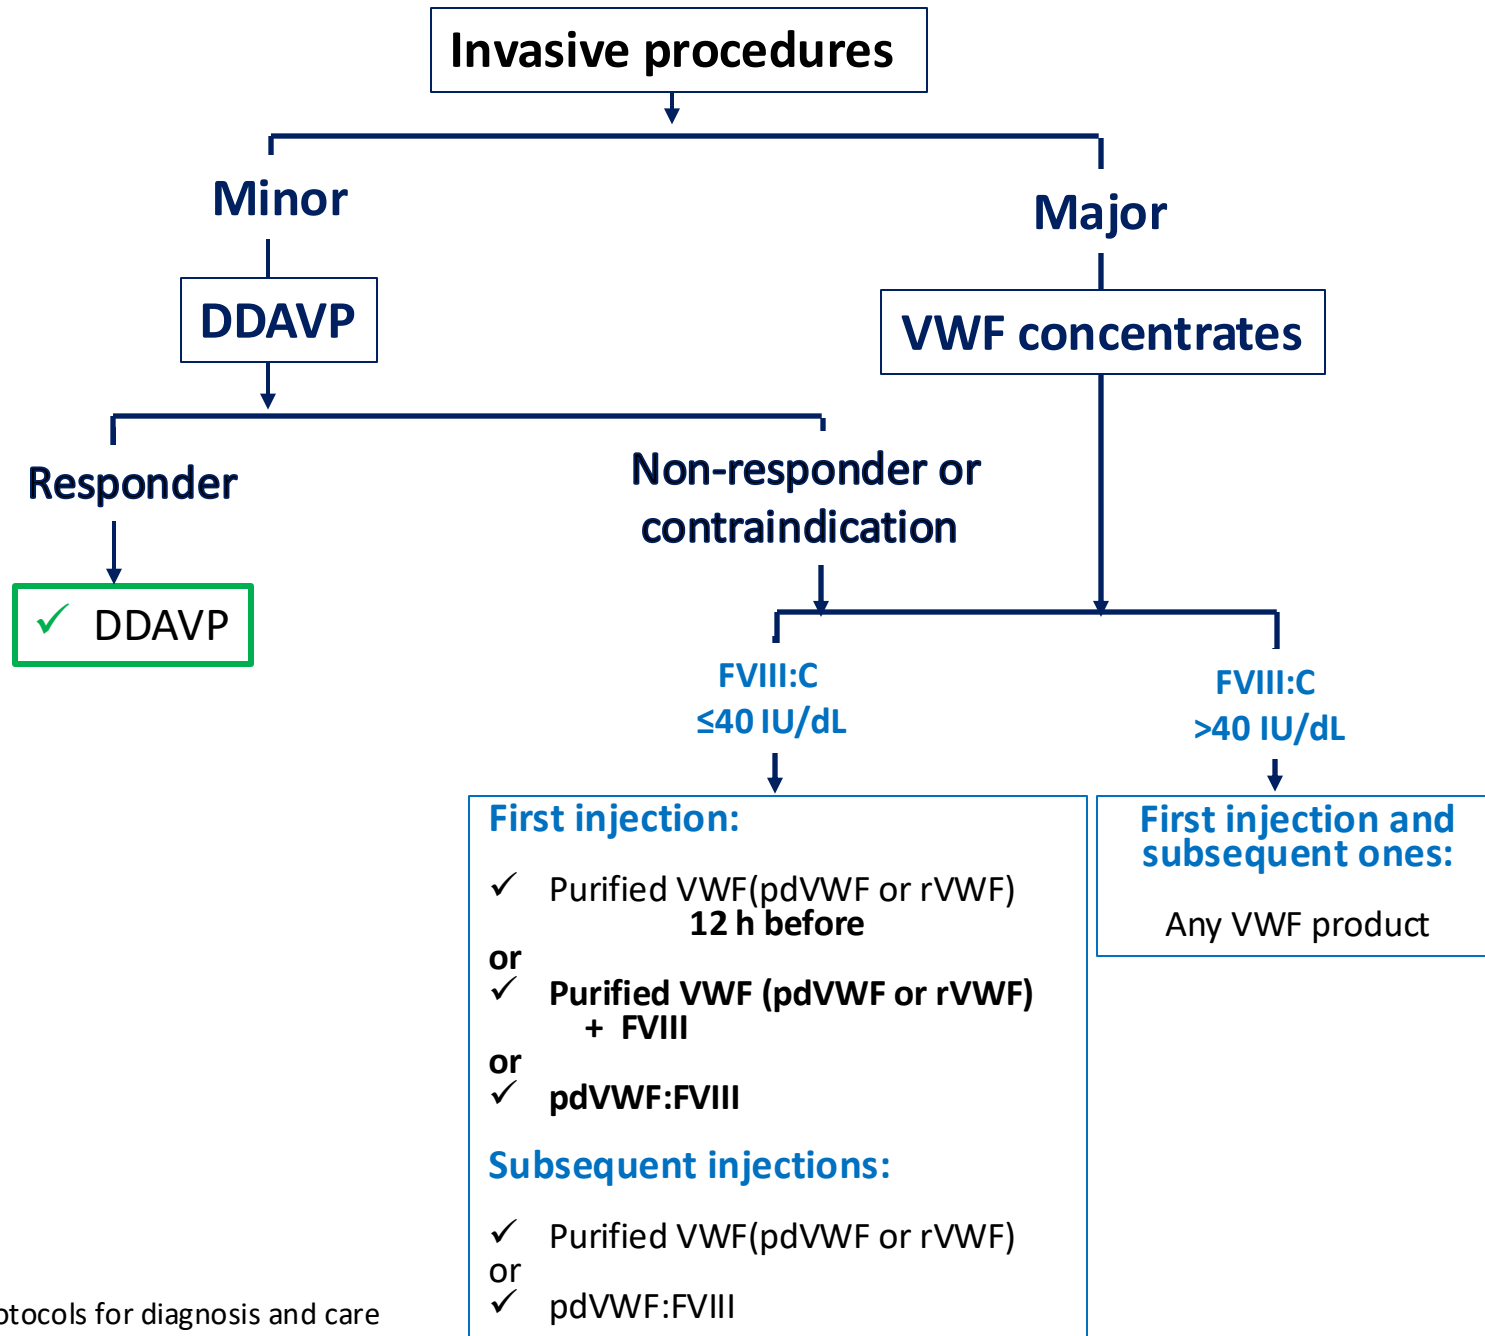 Invasive procedures
Minor
Major
DDAVP
VWF concentrates
Responder
Non-responder or
contraindication
✓ DDAVP
FVIII:C
≤40 IU/dL
FVIII:C
>40 IU/dL
First injection:
✓ Purified VWF(pdVWF or rVWF)
12 h before
or
✓ Purified VWF (pdVWF or rVWF)
+ FVIII
or
✓ pdVWF:FVIII
Subsequent injections:
✓ Purified VWF(pdVWF or rVWF)
or
✓ pdVWF:FVIII
First injection and
subsequent ones:
Any VWF product
for diagnosis and care